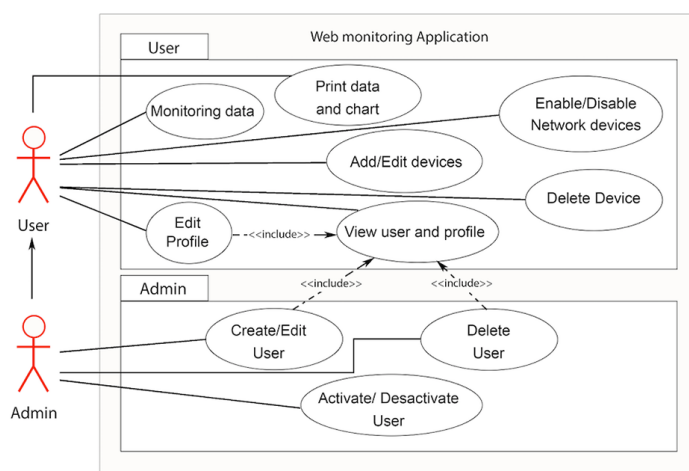 Web monitoring Application
User
Print data
and chart
Monitoring data
Enable/Disable
Network devices
Add/Edit devices
Delete Device
User
Edit
Profile
<<include>>
View user and profile
<<include>>
<<include>>
Admin
Create/Edit
User
Delete
User
Admin
Activate/ Desactivate
User